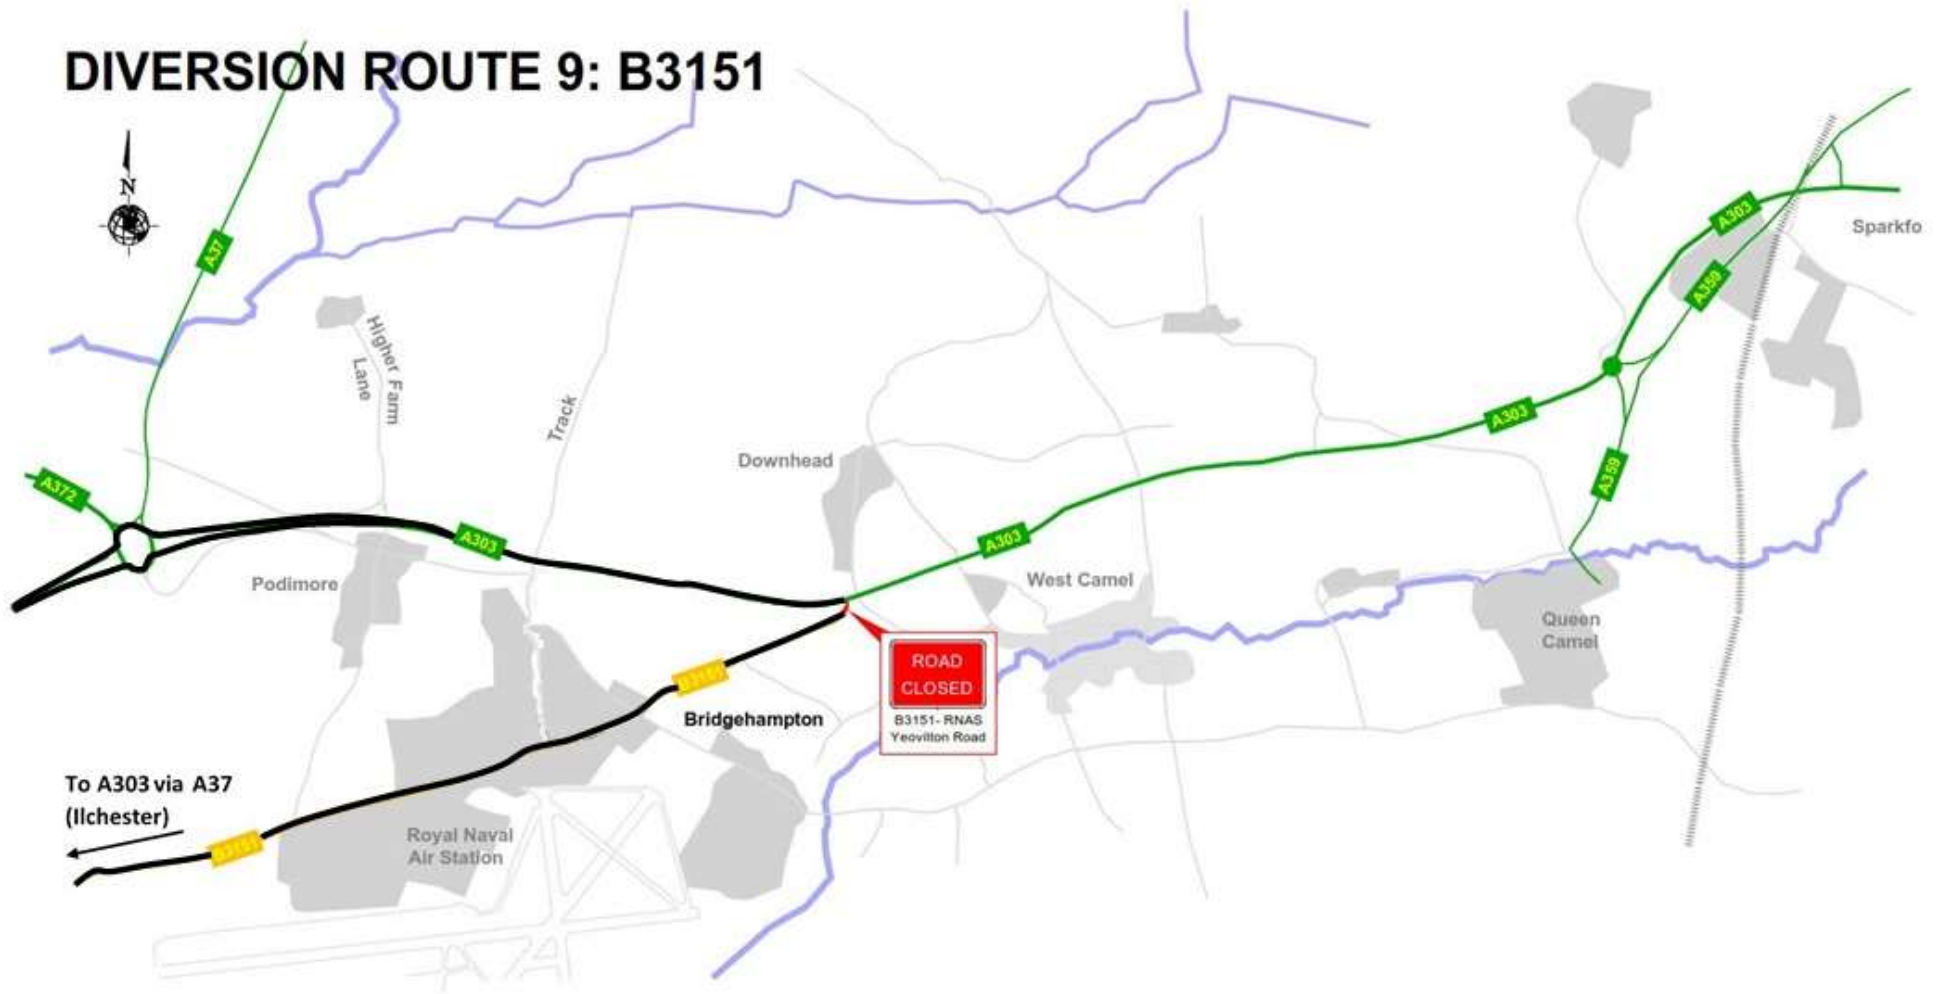 DIVERSION ROUTE 9: B3151
N
A37
A303
Sparkfo
A359
Higher Farm
Lane
Track
A303
Downhead
A372
A359
A303
A303
Podimore
West Camel
Queen
Camel
ROAD
CLOSED
B3151- RNAS
Yeovilton Road
B3151
Bridgehampton
To A303 via A37
(Ilchester)
B3151
Royal Naval
Air Station